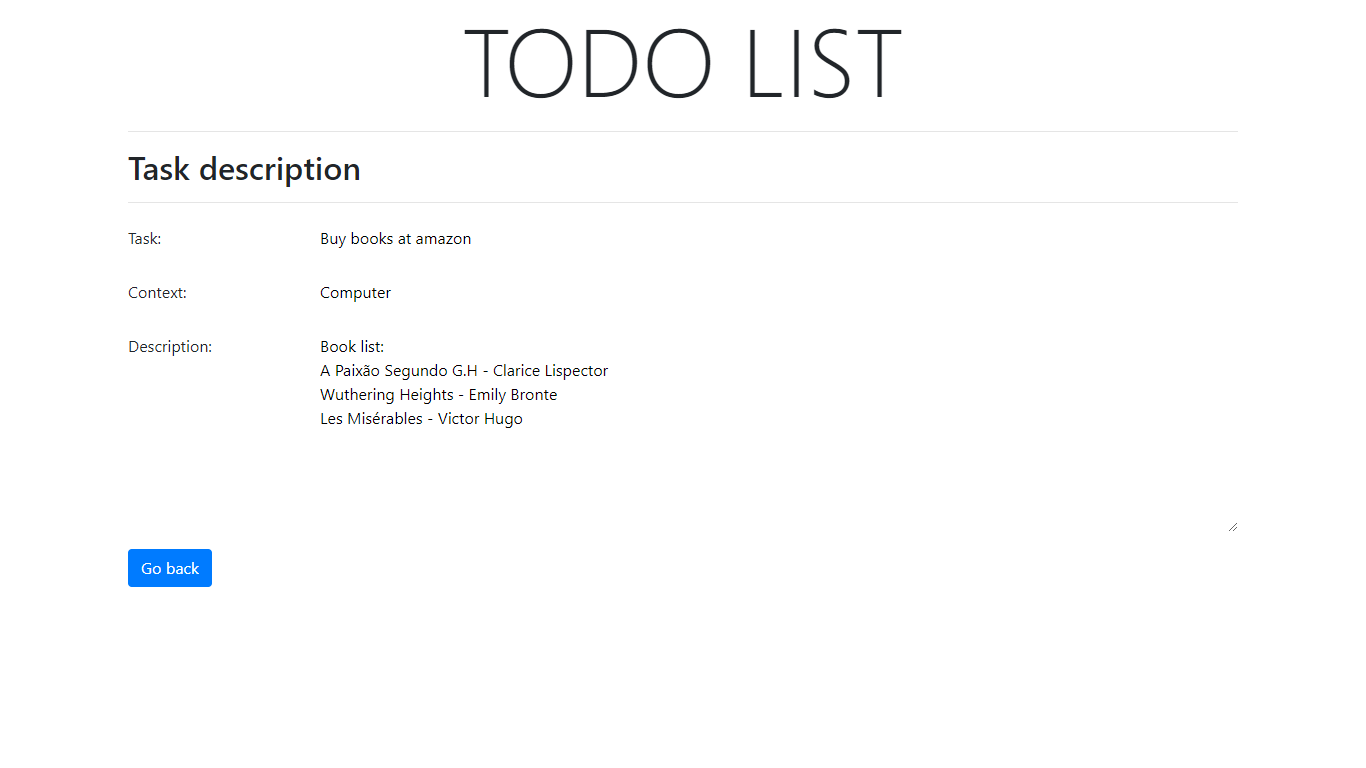 TODO LIST
Task description
Task: Buy books at amazon
Context: Computer
Description: Book list:
A Paixão Segundo G.H - Clarice Lispector
Wuthering Heights - Emily Bronte
Les Misérables - Victor Hugo
Go back